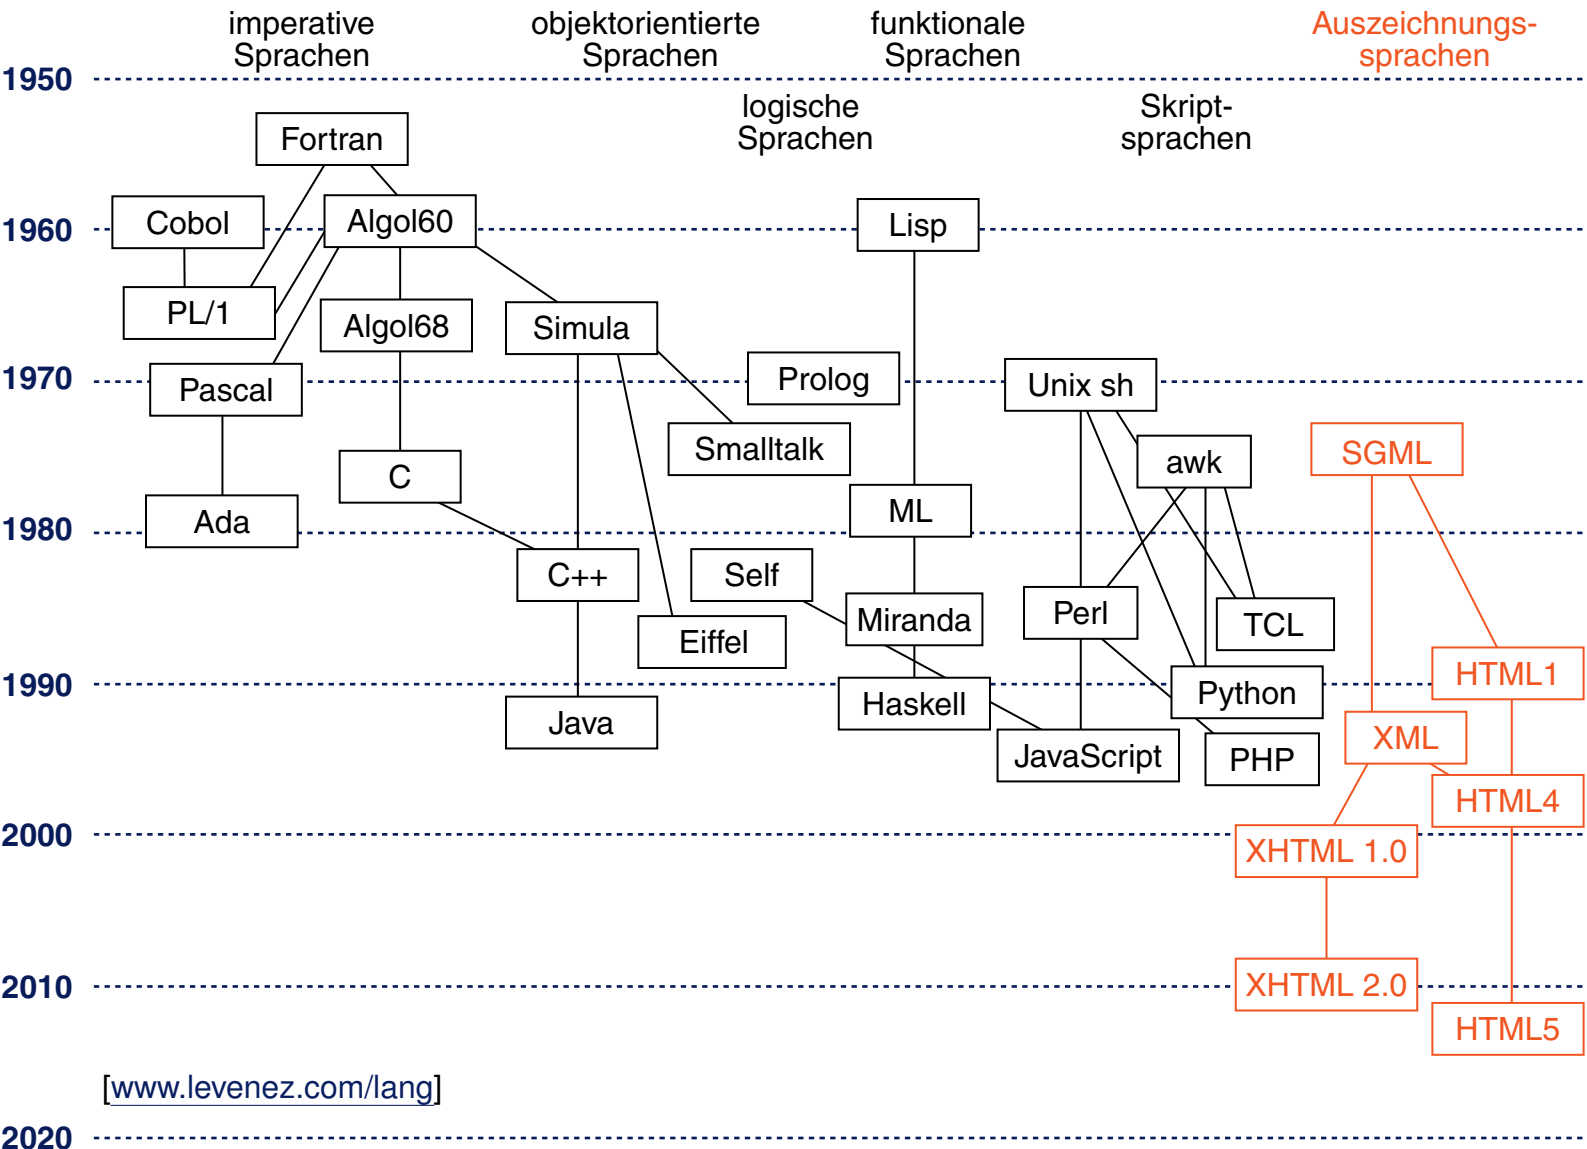 imperative
Sprachen
objektorientierte
Sprachen
funktionale
Sprachen
Auszeichnungs-
sprachen
1950
logische
Sprachen
Skript-
sprachen
Fortran
Cobol
Algol60
Lisp
1960
PL/1
Algol68
Simula
Prolog
Unix sh
1970
Pascal
Smalltalk
awk
SGML
C
ML
Ada
1980
C++
Self
Perl
Miranda
TCL
Eiffel
HTML1
1990
Python
Haskell
Java
XML
JavaScript
PHP
HTML4
2000
XHTML 1.0
2010
XHTML 2.0
HTML5
[www.levenez.com/lang]
2020